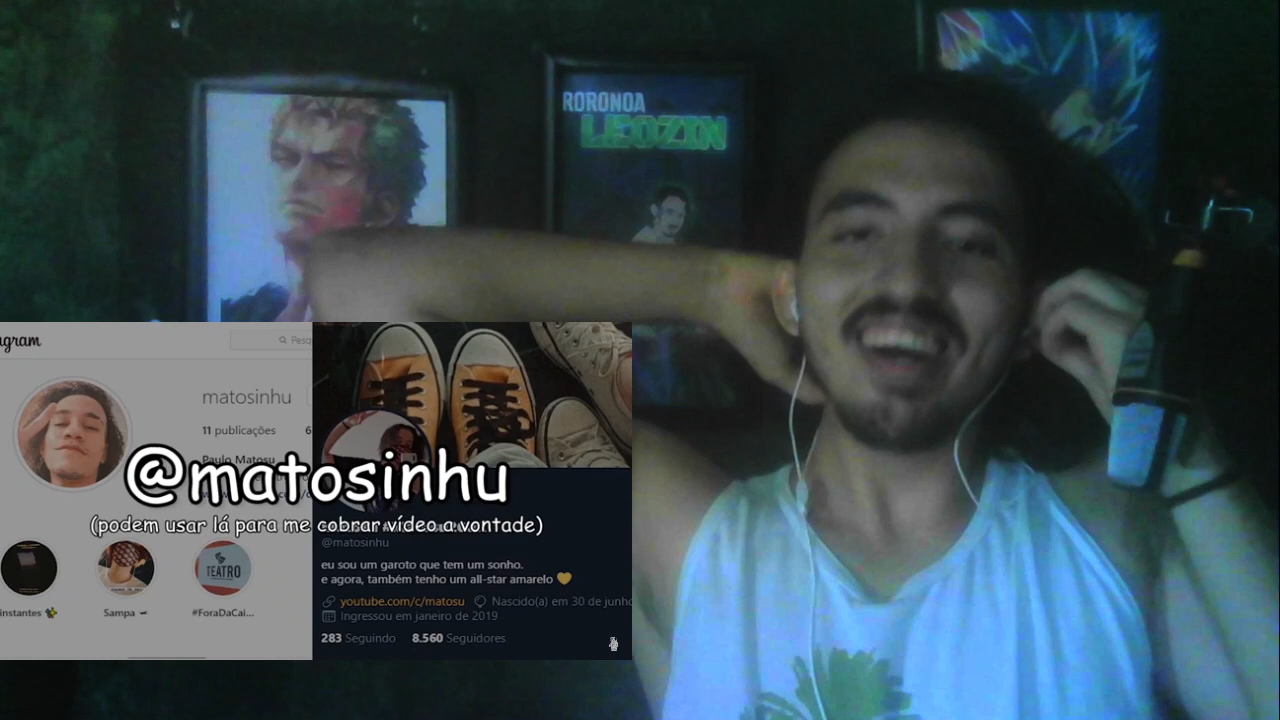 RORONOA
LEOZIN
gram
Pesq
matosinhu
11 publicações
6
Paulo Matosu
@matosinhu
(podem usar lá para me cobrar vídeo a vontade)
@matosinhu
eu sou um garoto que tem um sonho.
e agora, também tenho um all-star amarelo 💛
youtube.com/c/matosu Nascido(a) em 30 de junho
Ingressou em janeiro de 2019
283 Seguindo 8.560 Seguidores
TEATRO
instantes
Sampa
#ForaDaCai...